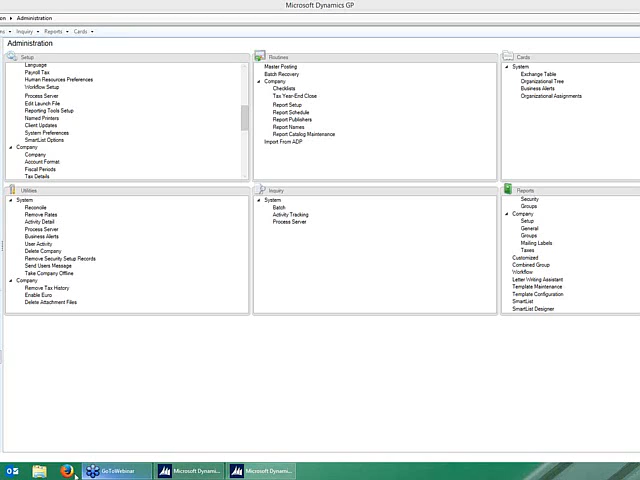 Microsoft Dynamics GP
on Administration
ns Inquiry Reports Cards
Administration
Setup
Language
Payroll Tax
Human Resources Preferences
Workflow Setup
Process Server
Edit Launch File
Reporting Tools Setup
Named Printers
Client Updates
System Preferences
SmartList Options
Company
Company
Account Format
Fiscal Periods
Tax Details
Routines
Master Posting
Batch Recovery
Company
Checklists
Tax Year-End Close
Report Setup
Report Schedule
Report Publishers
Report Names
Report Catalog Maintenance
Import From ADP
Cards
System
Exchange Table
Organizational Tree
Business Alerts
Organizational Assignments
Utilities
System
Reconcile
Remove Rates
Activity Detail
Process Server
Business Alerts
User Activity
Delete Company
Remove Security Setup Records
Send Users Message
Take Company Offline
Company
Remove Tax History
Enable Euro
Delete Attachment Files
Inquiry
System
Batch
Activity Tracking
Process Server
Reports
Security
Groups
Company
Setup
General
Groups
Mailing Labels
Taxes
Customized
Combined Group
Workflow
Letter Writing Assistant
Template Maintenance
Template Configuration
SmartList
SmartList Designer
GoToWebinar
Microsoft Dynami...
Microsoft Dynami...